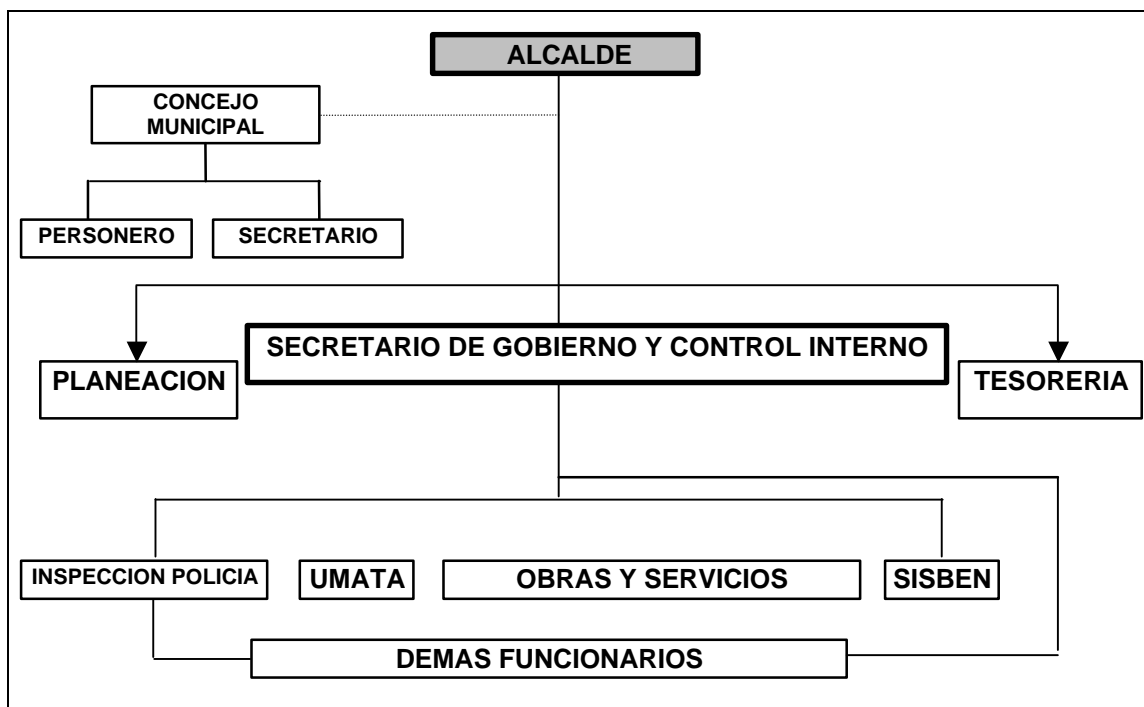 ALCALDE
CONCEJO
MUNICIPAL
PERSONERO
SECRETARIO
SECRETARIO DE GOBIERNO Y CONTROL INTERNO
PLANEACION
TESORERIA
INSPECCION POLICIA
UMATA
OBRAS Y SERVICIOS
SISBEN
DEMAS FUNCIONARIOS